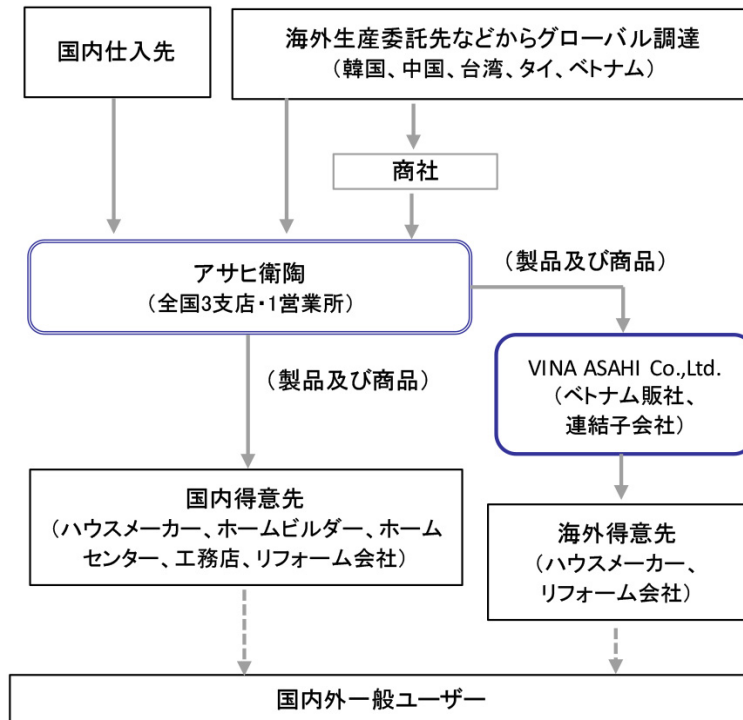 国内仕入先
海外生産委託先などからグローバル調達
（韓国、中国、台湾、タイ、ベトナム）
商社
アサヒ衛陶
（全国3支店・1営業所）
（製品及び商品）
VINA ASAHI Co.,Ltd.
（ベトナム販社、
連結子会社）
（製品及び商品）
国内得意先
（ハウスメーカー、ホームビルダー、ホーム
センター、工務店、リフォーム会社）
海外得意先
（ハウスメーカー、
リフォーム会社）
国内外一般ユーザー